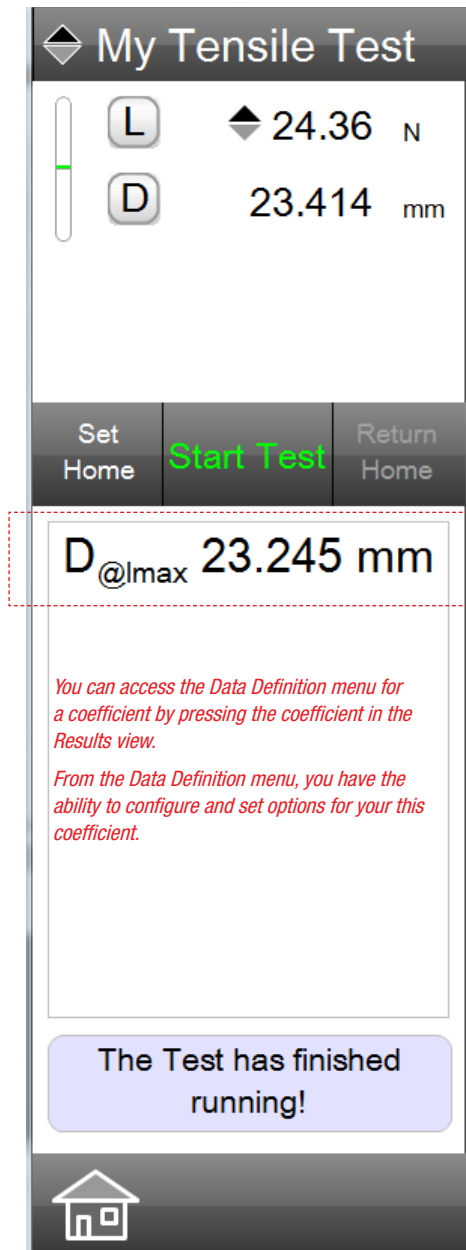 My Tensile Test
L 24.36 N
D 23.414 mm
Set Home
Start Test
Return Home
D@lmax 23.245 mm
You can access the Data Definition menu for
a coefficient by pressing the coefficient in the
Results view.
From the Data Definition menu, you have the
ability to configure and set options for your this
coefficient.
The Test has finished
running!